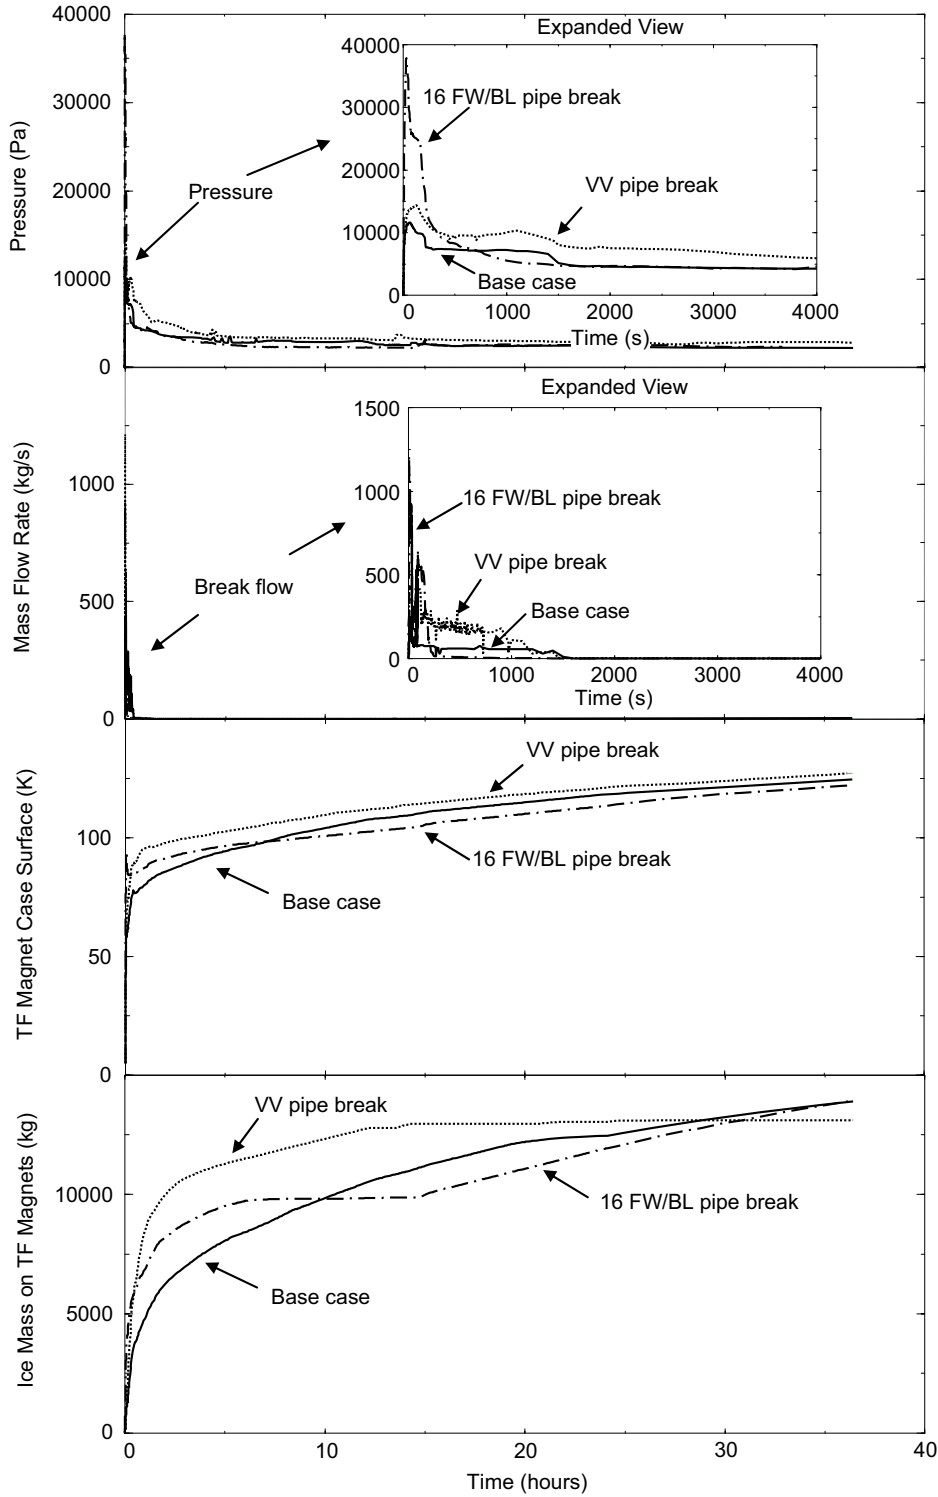 Expanded View
Pressure (Pa)
40000
30000
20000
10000
0
40000
30000
20000
10000
0
16 FW/BL pipe break
VV pipe break
Base case
Pressure
0 1000 2000 3000 4000
Time (s)
Expanded View
Mass Flow Rate (kg/s)
1000
500
0
1500
1000
500
0
16 FW/BL pipe break
VV pipe break
Base case
Break flow
0 1000 2000 3000 4000
Time (s)
TF Magnet Case Surface (K)
100
50
0
VV pipe break
16 FW/BL pipe break
Base case
Ice Mass on TF Magnets (kg)
10000
5000
0
VV pipe break
16 FW/BL pipe break
Base case
0 10 20 30 40
Time (hours)